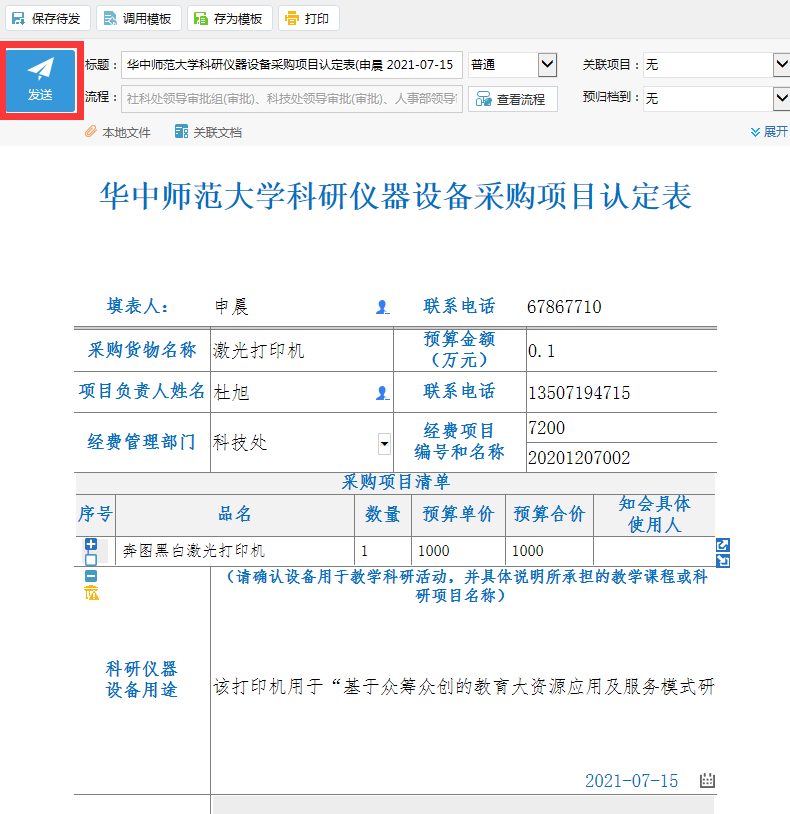 保存待发 调用模板 存为模板 打印
发送
标题： 华中师范大学科研仪器设备采购项目认定表(申晨 2021-07-15 普通 关联项目： 无
流程： 社科处领导审批组(审批)、科技处领导审批(审批)、人事部领导 查看流程 预归档到： 无
本地文件 关联文档 展开
华中师范大学科研仪器设备采购项目认定表
填表人： 申晨 联系电话 67867710
采购货物名称 激光打印机 预算金额（万元） 0.1
项目负责人姓名 杜旭 联系电话 13507194715
经费管理部门 科技处 经费项目编号和名称 7200
20201207002
采购项目清单
序号 品名 数量 预算单价 预算合价 知会具体使用人
奔图黑白激光打印机 1 1000 1000
（请确认设备用于教学科研活动，并具体说明所承担的教学课程或科
研项目名称）
科研仪器
设备用途
该打印机用于“基于众筹众创的教育大资源应用及服务模式研
2021-07-15